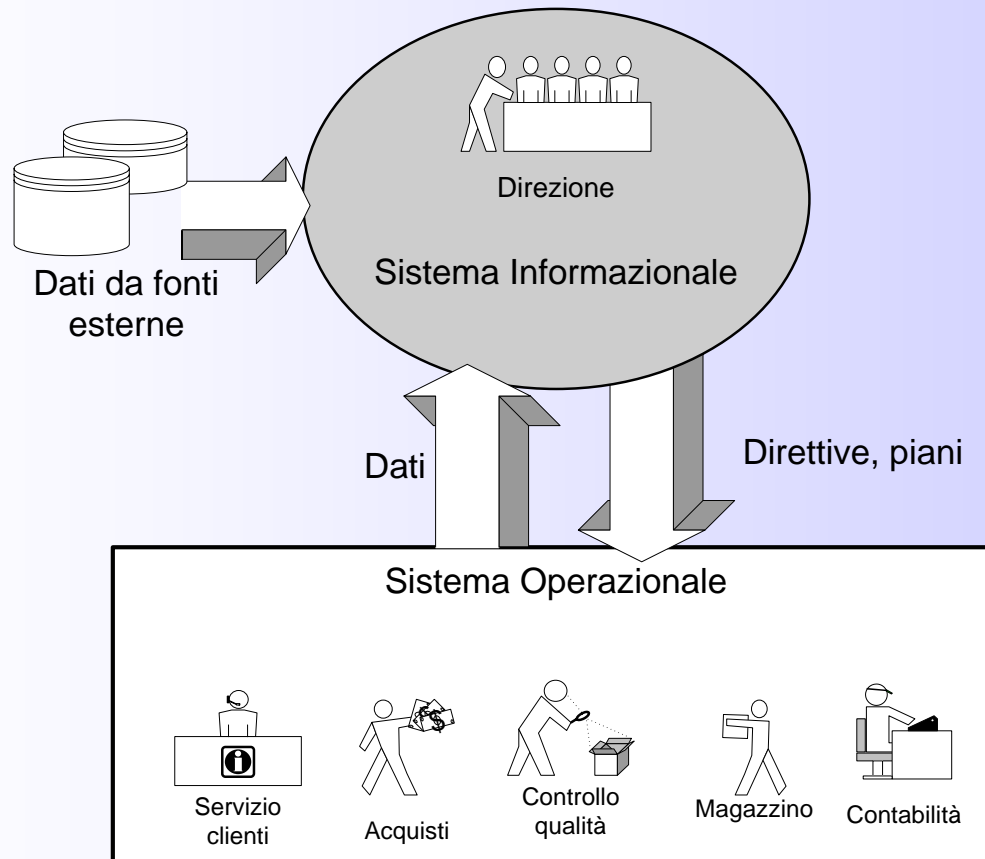 Direzione
Sistema Informazionale
Dati da fonti
esterne
Dati
Direttive, piani
Sistema Operazionale
Servizio
clienti
Acquisti
Controllo
qualità
Magazzino
Contabilità